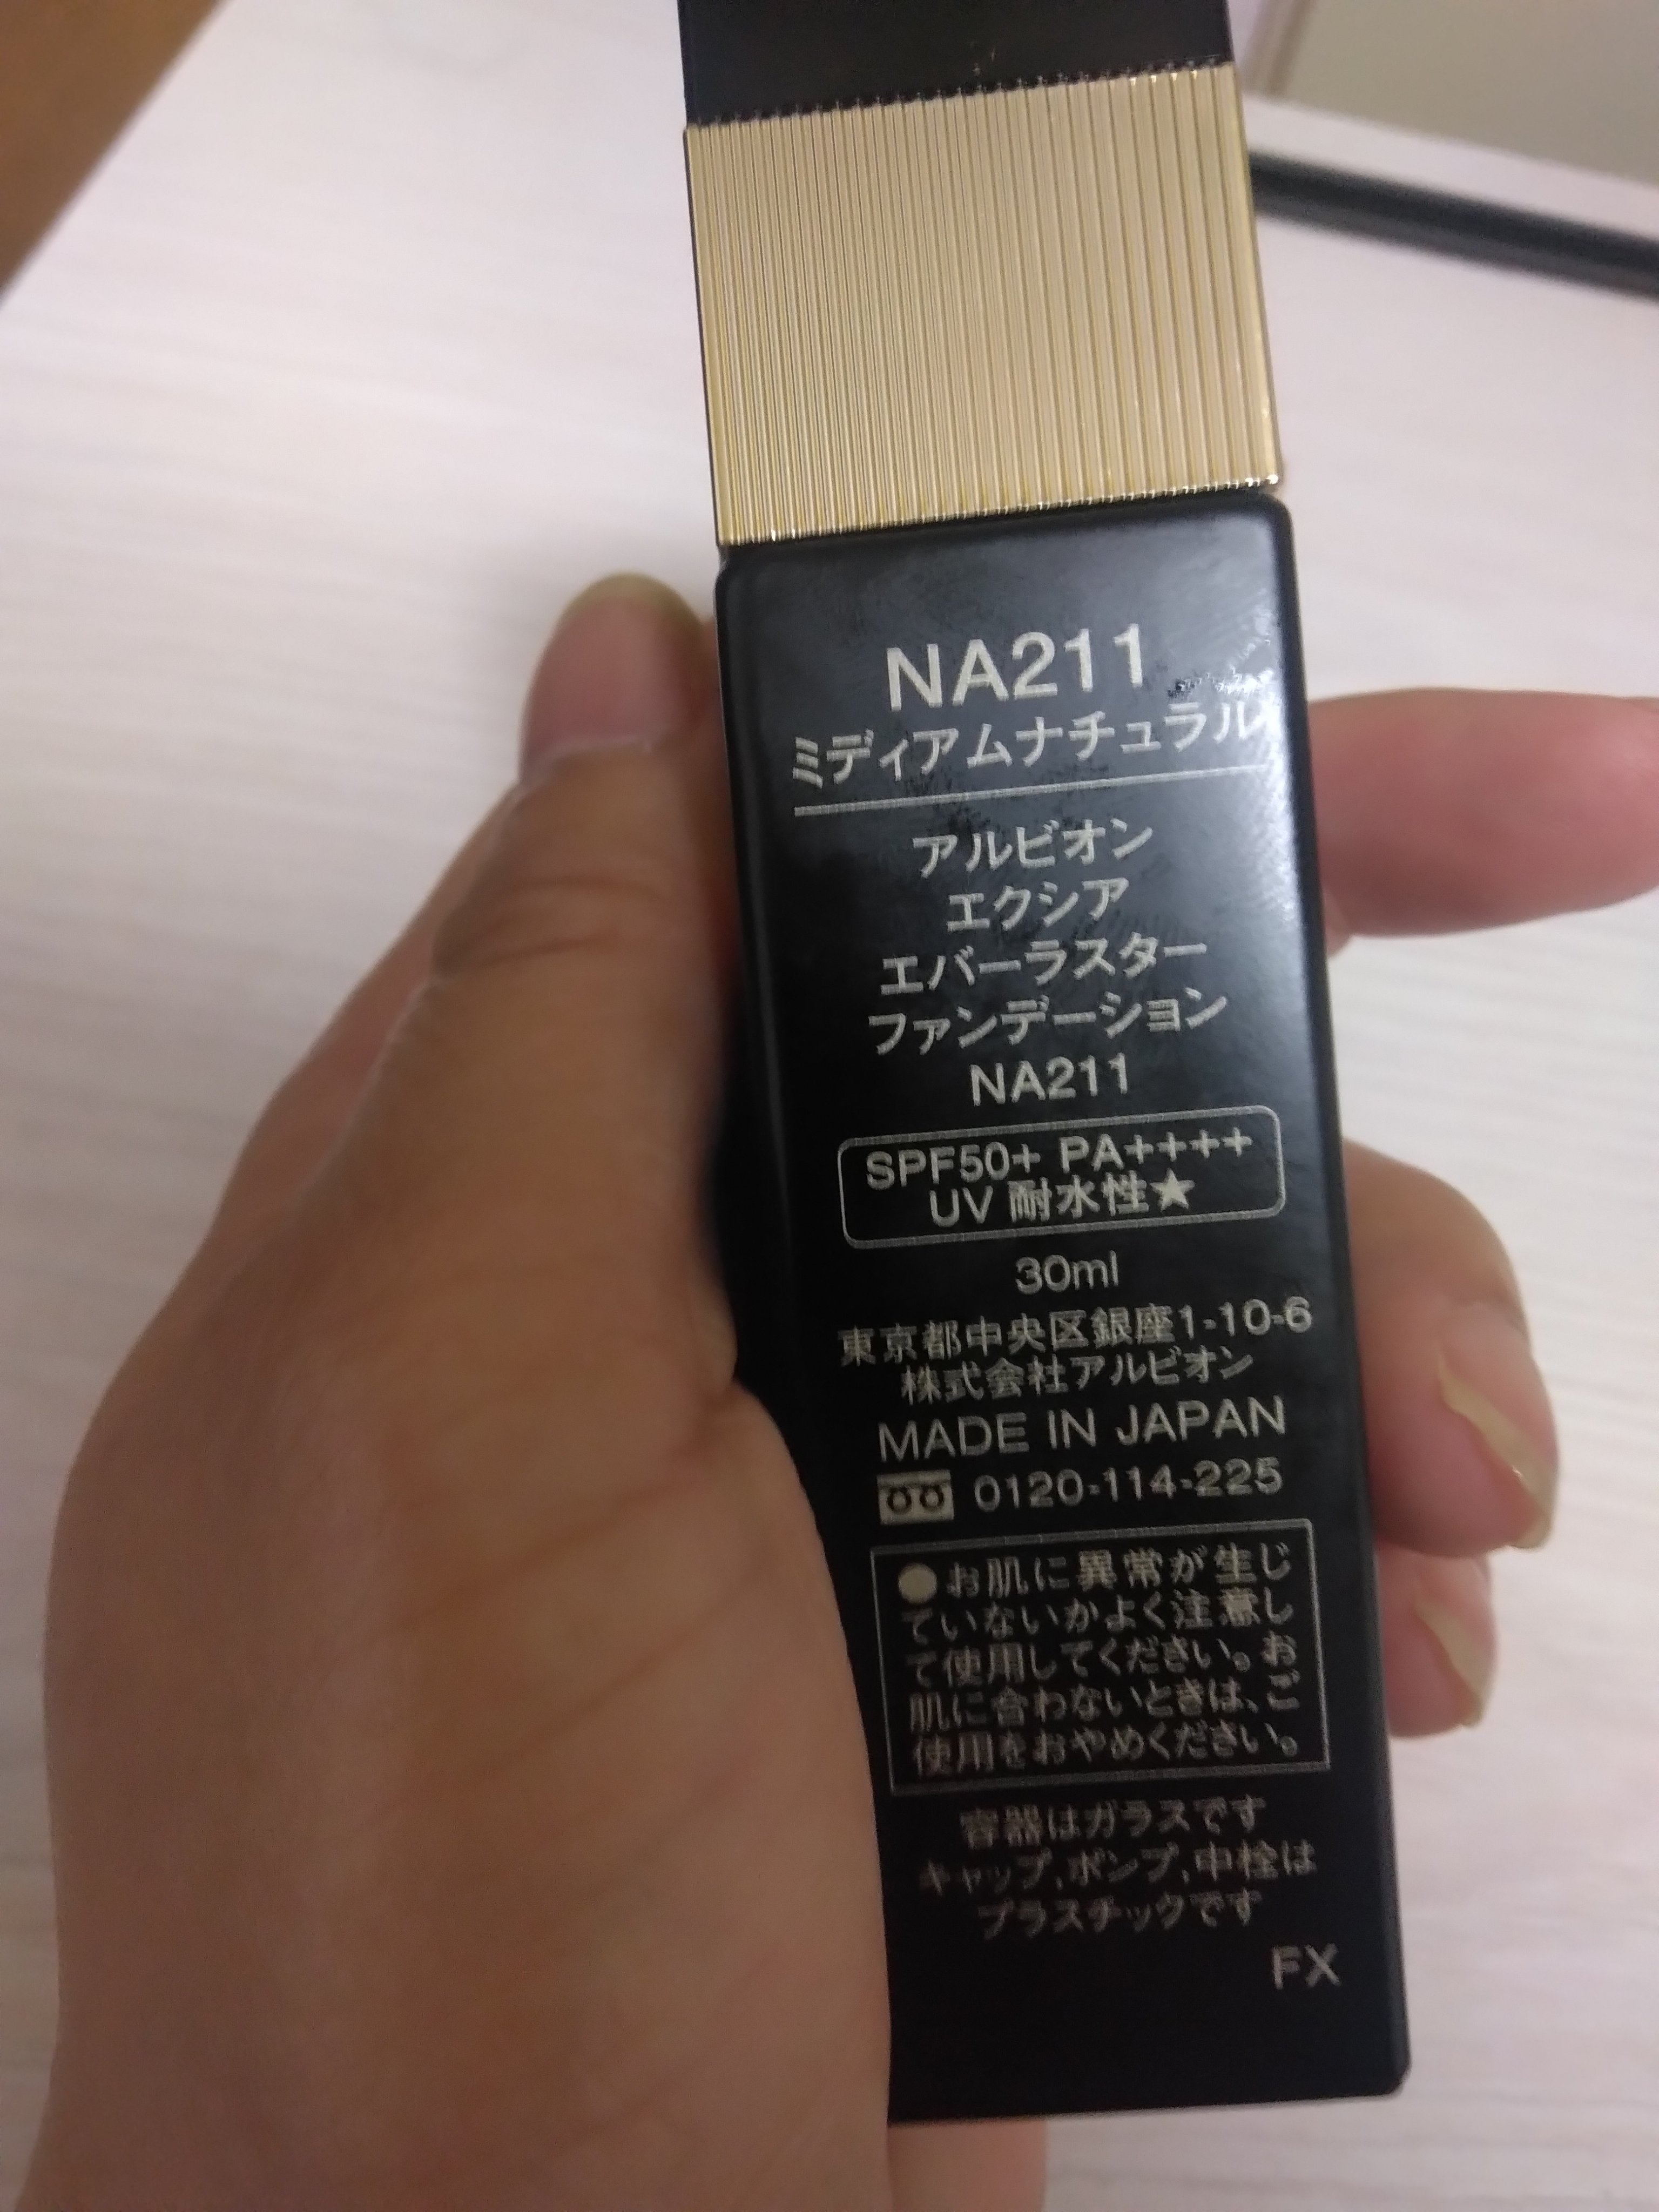 NA211
ミディアムナチュラル
アルビオン
エクシア
エバーラスター
ファンデーション
NA211
SPF50+ PA++++
UV 耐水性★
30ml
東京都中央区銀座1-10-6
株式会社アルビオン
MADE IN JAPAN
0120-114-225
●お肌に異常が生じ
ていないかよく注意し
て使用してください。お
肌に合わないときは、ご
使用をおやめください。
容器はガラスです
キャップ,ポンプ,中栓は
プラスチックです
FX